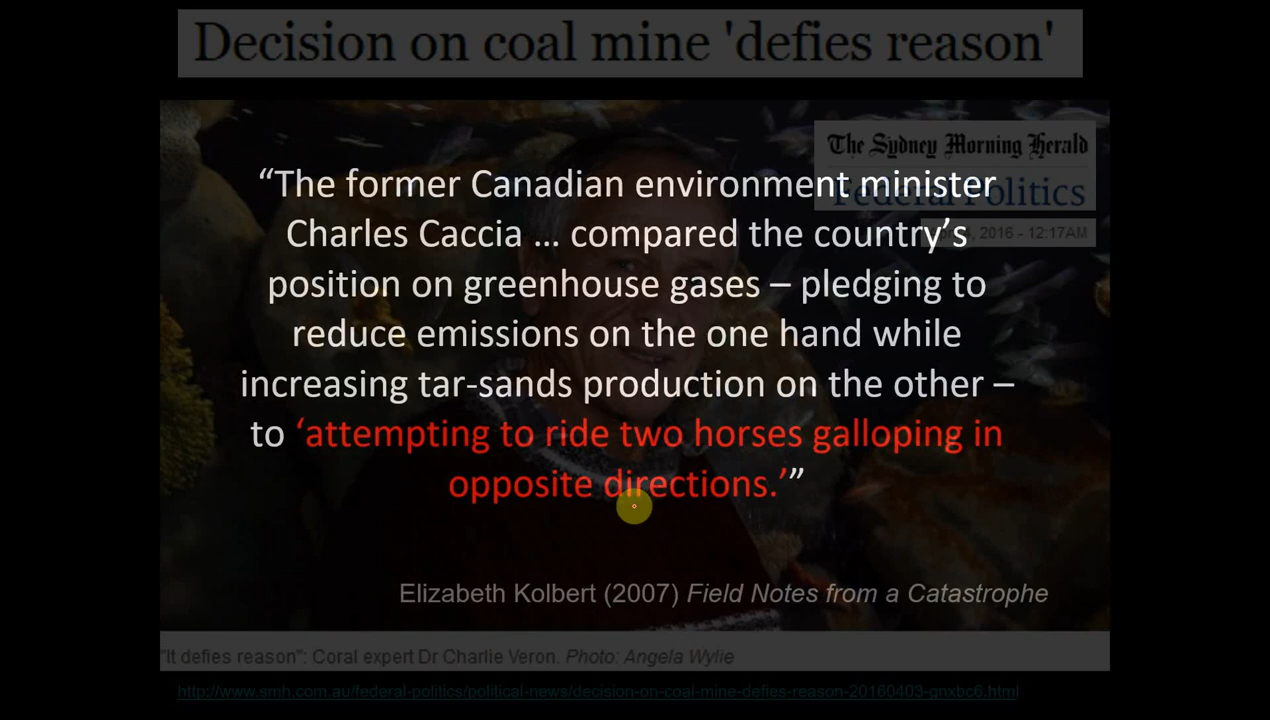 Decision on coal mine 'defies reason'
The Sydney Morning Herald
Federal Politics
4, 2016 - 12:17AM
“The former Canadian environment minister
Charles Caccia ... compared the country’s
position on greenhouse gases – pledging to
reduce emissions on the one hand while
increasing tar-sands production on the other –
to ‘attempting to ride two horses galloping in
opposite directions.’”
Elizabeth Kolbert (2007) Field Notes from a Catastrophe
"It defies reason": Coral expert Dr Charlie Veron. Photo: Angela Wylie
http://www.smh.com.au/federal-politics/political-news/decision-on-coal-mine-defies-reason-20160403-gnxbc6.html